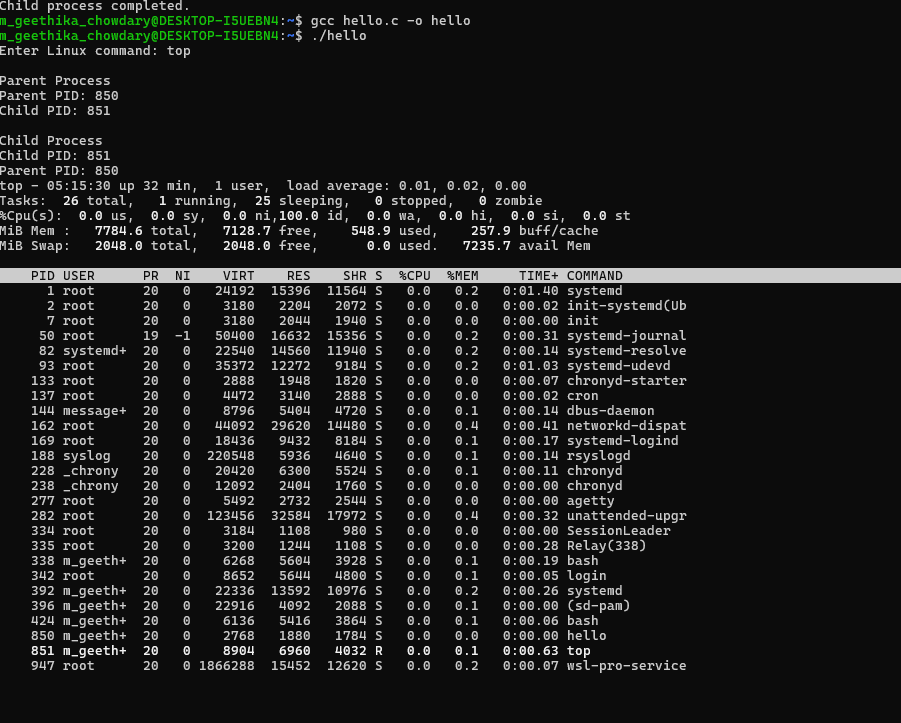 Child process completed.
m_geethika_chowdary@DESKTOP-I5UEBN4:~$ gcc hello.c -o hello
m_geethika_chowdary@DESKTOP-I5UEBN4:~$ ./hello
Enter Linux command: top

Parent Process
Parent PID: 850
Child PID: 851

Child Process
Child PID: 851
Parent PID: 850
top - 05:15:30 up 32 min,  1 user,  load average: 0.01, 0.02, 0.00
Tasks:  26 total,   1 running,  25 sleeping,   0 stopped,   0 zombie
%Cpu(s):  0.0 us,  0.0 sy,  0.0 ni,100.0 id,  0.0 wa,  0.0 hi,  0.0 si,  0.0 st
MiB Mem :   7784.6 total,   7128.7 free,    548.9 used,    257.9 buff/cache
MiB Swap:   2048.0 total,   2048.0 free,      0.0 used.   7235.7 avail Mem

    PID USER      PR  NI    VIRT    RES    SHR S  %CPU  %MEM     TIME+ COMMAND
      1 root      20   0   24192  15396  11564 S   0.0   0.2   0:01.40 systemd
      2 root      20   0    3180   2204   2072 S   0.0   0.0   0:00.02 init-systemd(Ub
      7 root      20   0    3180   2044   1940 S   0.0   0.0   0:00.00 init
     50 root      19  -1   50400  16632  15356 S   0.0   0.2   0:00.31 systemd-journal
     82 systemd+  20   0   22540  14560  11940 S   0.0   0.2   0:00.14 systemd-resolve
     93 root      20   0   35372  12272   9184 S   0.0   0.2   0:01.03 systemd-udevd
    133 root      20   0    2888   1948   1820 S   0.0   0.0   0:00.07 chronyd-starter
    137 root      20   0    4472   3140   2888 S   0.0   0.0   0:00.02 cron
    144 message+  20   0    8796   5404   4720 S   0.0   0.1   0:00.14 dbus-daemon
    162 root      20   0   44092  29620  14480 S   0.0   0.4   0:00.41 networkd-dispat
    169 root      20   0   18436   9432   8184 S   0.0   0.1   0:00.17 systemd-logind
    188 syslog    20   0  220548   5936   4640 S   0.0   0.1   0:00.14 rsyslogd
    228 _chrony   20   0   20420   6300   5524 S   0.0   0.1   0:00.11 chronyd
    238 _chrony   20   0   12092   2404   1760 S   0.0   0.0   0:00.00 chronyd
    277 root      20   0    5492   2732   2544 S   0.0   0.0   0:00.00 agetty
    282 root      20   0  123456  32584  17972 S   0.0   0.4   0:00.32 unattended-upgr
    334 root      20   0    3184   1108    980 S   0.0   0.0   0:00.00 SessionLeader
    335 root      20   0    3200   1244   1108 S   0.0   0.0   0:00.28 Relay(338)
    338 m_geeth+  20   0    6268   5604   3928 S   0.0   0.1   0:00.19 bash
    342 root      20   0    8652   5644   4800 S   0.0   0.1   0:00.05 login
    392 m_geeth+  20   0   22336  13592  10976 S   0.0   0.2   0:00.26 systemd
    396 m_geeth+  20   0   22916   4092   2088 S   0.0   0.1   0:00.00 (sd-pam)
    424 m_geeth+  20   0    6136   5416   3864 S   0.0   0.1   0:00.06 bash
    850 m_geeth+  20   0    2768   1880   1784 S   0.0   0.0   0:00.00 hello
    851 m_geeth+  20   0    8904   6960   4032 R   0.0   0.1   0:00.63 top
    947 root      20   0 1866288  15452  12620 S   0.0   0.2   0:00.07 wsl-pro-service